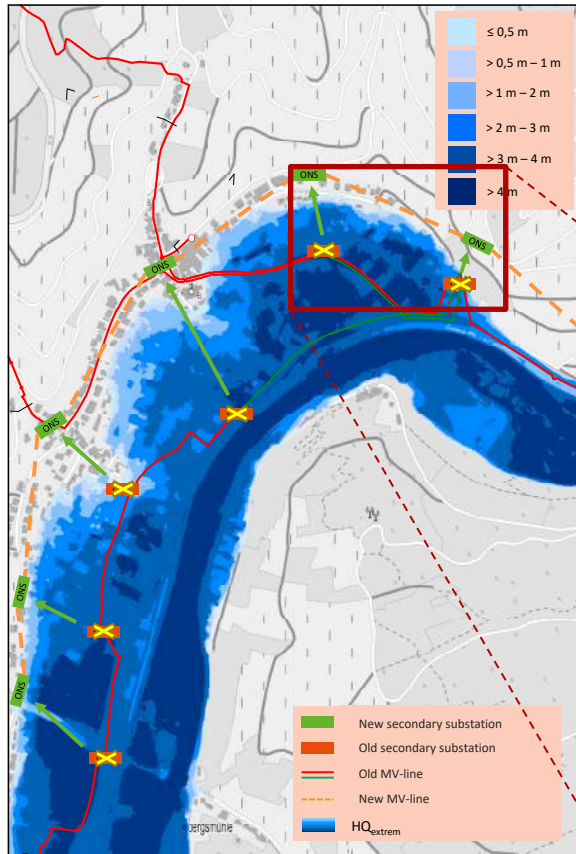 ≤ 0,5 m
> 0,5 m – 1 m
> 1 m – 2 m
> 2 m – 3 m
> 3 m – 4 m
> 4 m
ONS
ONS
ONS
ONS
ONS
ONS
New secondary substation
Old secondary substation
Old MV-line
New MV-line
HQextrem
bergsmühle